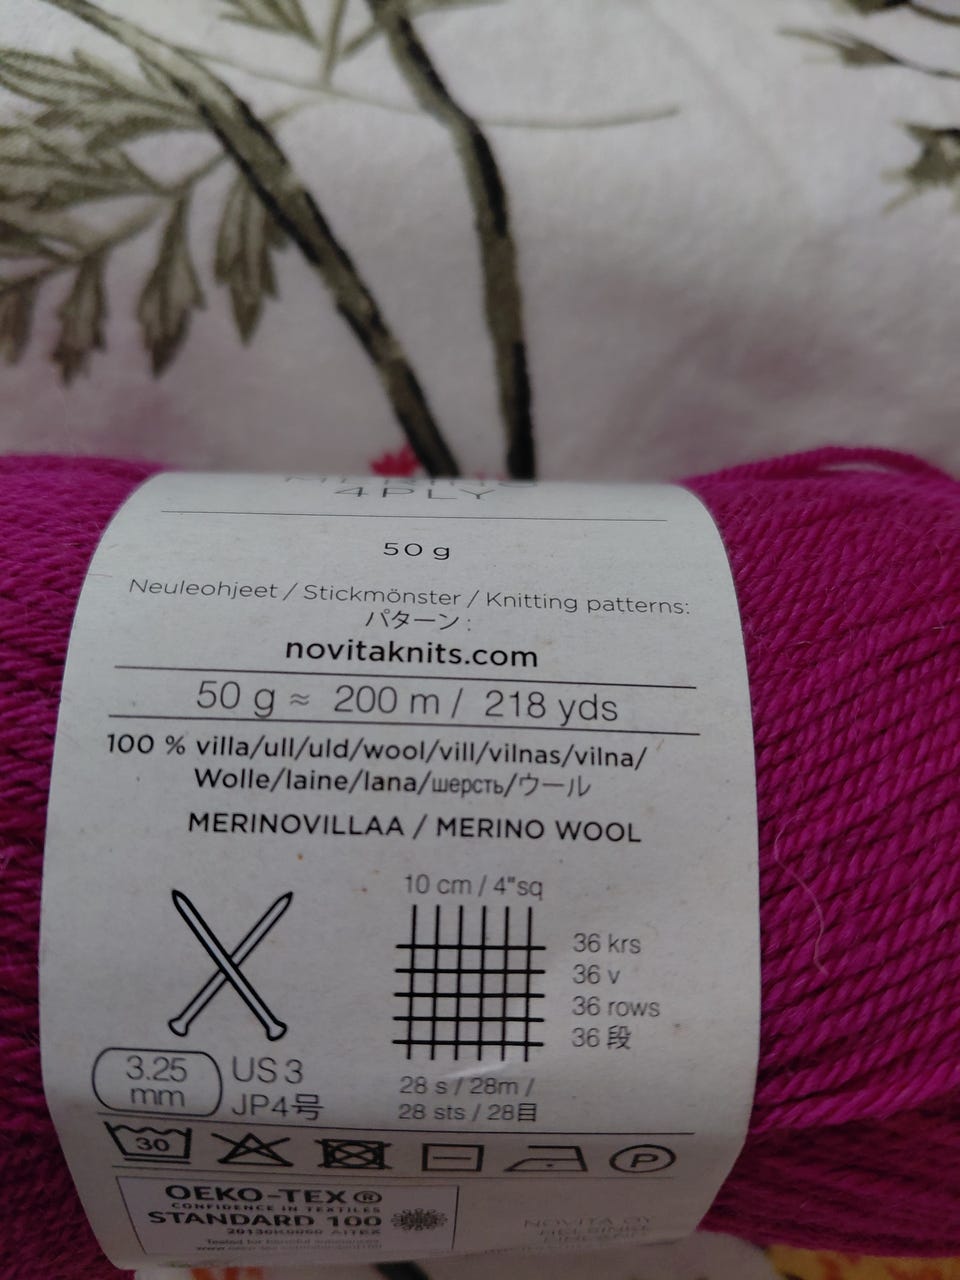 4PLY
50 g
Neuleohjeet / Stickmönster / Knitting patterns:
パターン :
novitaknits.com
50 g ≈ 200 m / 218 yds
100 % villa/ull/uld/wool/vill/vilnas/vilna/
Wolle/laine/lana/шерсть/ウール
MERINOVILLAA / MERINO WOOL
10 cm / 4"sq
36 krs
36 v
36 rows
36 段
3.25
mm
US 3
JP4号
28 s / 28m /
28 sts / 28目
30
P
OEKO-TEX®
CONFIDENCE IN TEXTILES
STANDARD 100
NOVITA OY